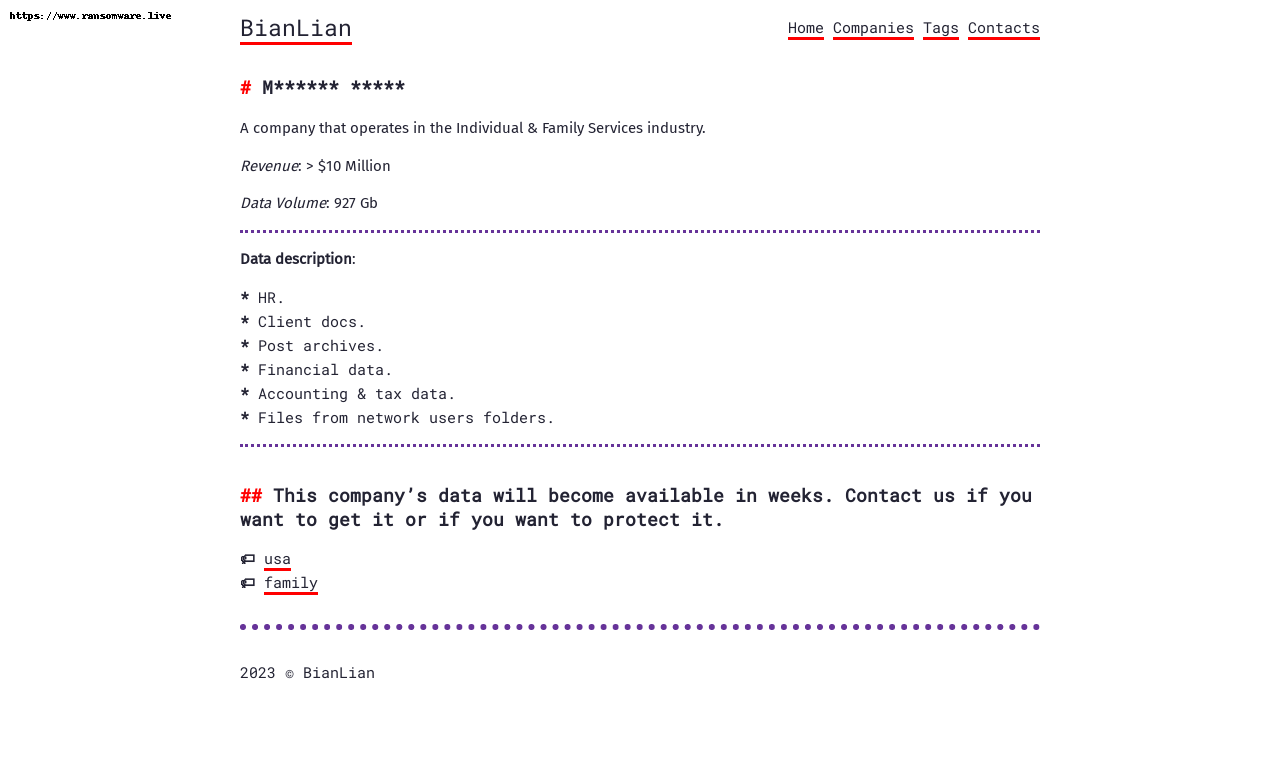 https://www.ransomware.live
BianLian
Home Companies Tags Contacts
# M****** *****
A company that operates in the Individual & Family Services industry.
Revenue: > $10 Million
Data Volume: 927 Gb
Data description:
* HR.
* Client docs.
* Post archives.
* Financial data.
* Accounting & tax data.
* Files from network users folders.
## This company’s data will become available in weeks. Contact us if you
want to get it or if you want to protect it.
usa
family
2023 © BianLian